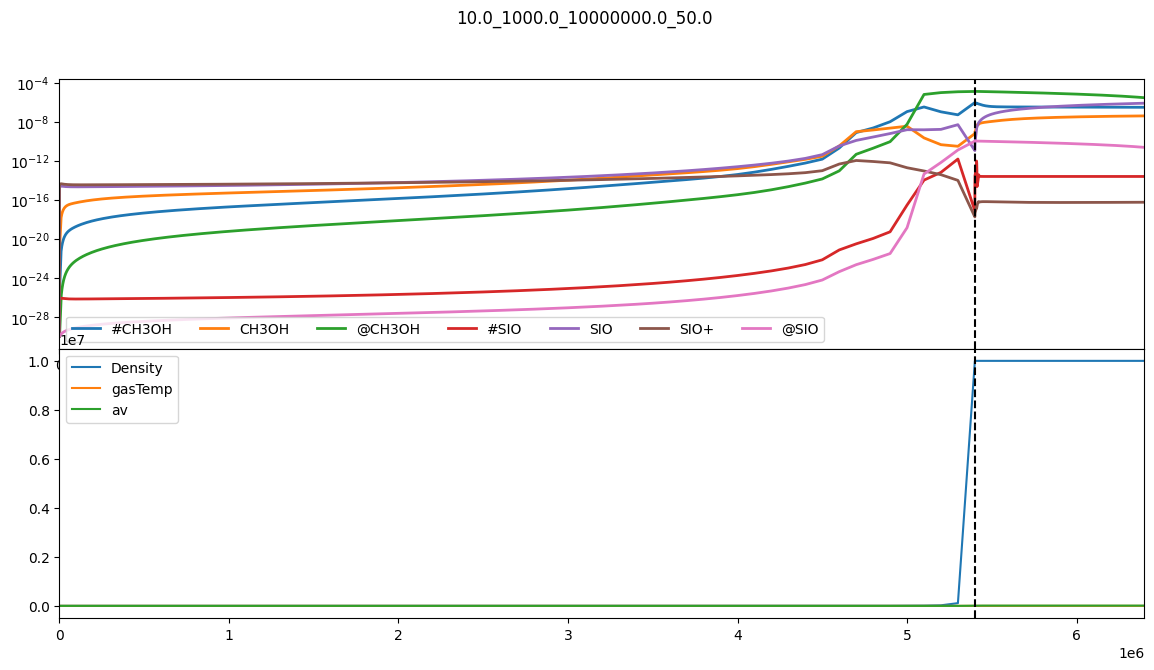 10.0_1000.0_10000000.0_50.0
10⁻⁴
10⁻⁸
10⁻¹²
10⁻¹⁶
10⁻²⁰
10⁻²⁴
10⁻²⁸
#CH3OH CH3OH @CH3OH #SIO SIO SIO+ @SIO
1e7
1.0
0.8
0.6
0.4
0.2
0.0
Density
gasTemp
av
0 1 2 3 4 5 6
1e6